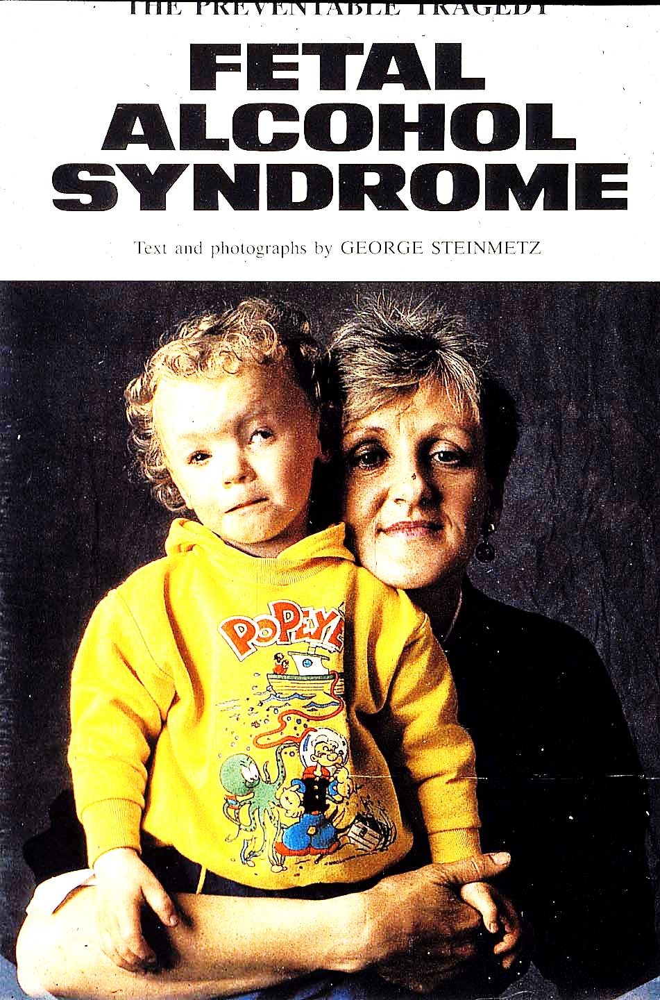 THE PREVENTABLE TRAGEDY
FETAL
ALCOHOL
SYNDROME
Text and photographs by GEORGE STEINMETZ
POPEYE